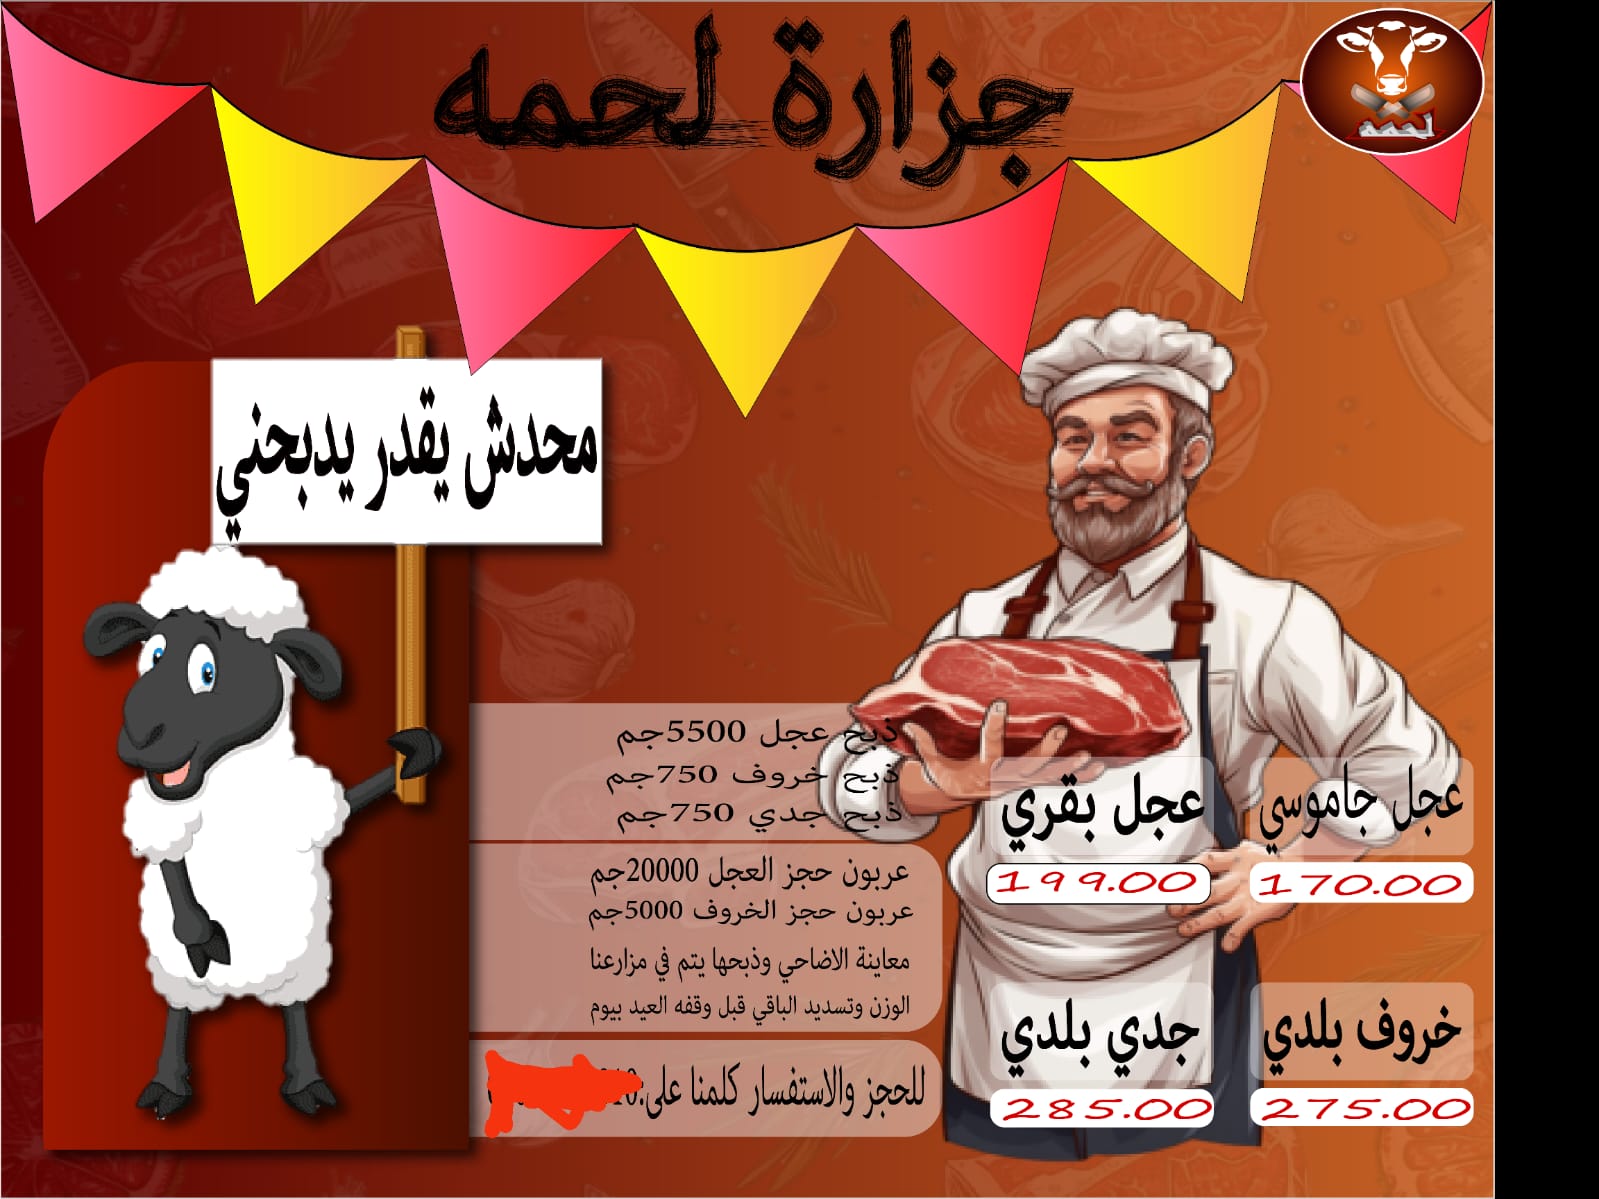 جزارة لحمه
لحمه
محدش يقدر يدبحني
ذبح عجل 5500جم
ذبح خروف 750جم
ذبح جدي 750جم
عجل جاموسي
170.00
عجل بقري
199.00
عربون حجز العجل 20000جم
عربون حجز الخروف 5000جم
معاينة الاضاحي وذبحها يتم في مزارعنا
الوزن وتسديد الباقي قبل وقفه العيد بيوم
خروف بلدي
275.00
جدي بلدي
285.00
للحجز والاستفسار كلمنا على: